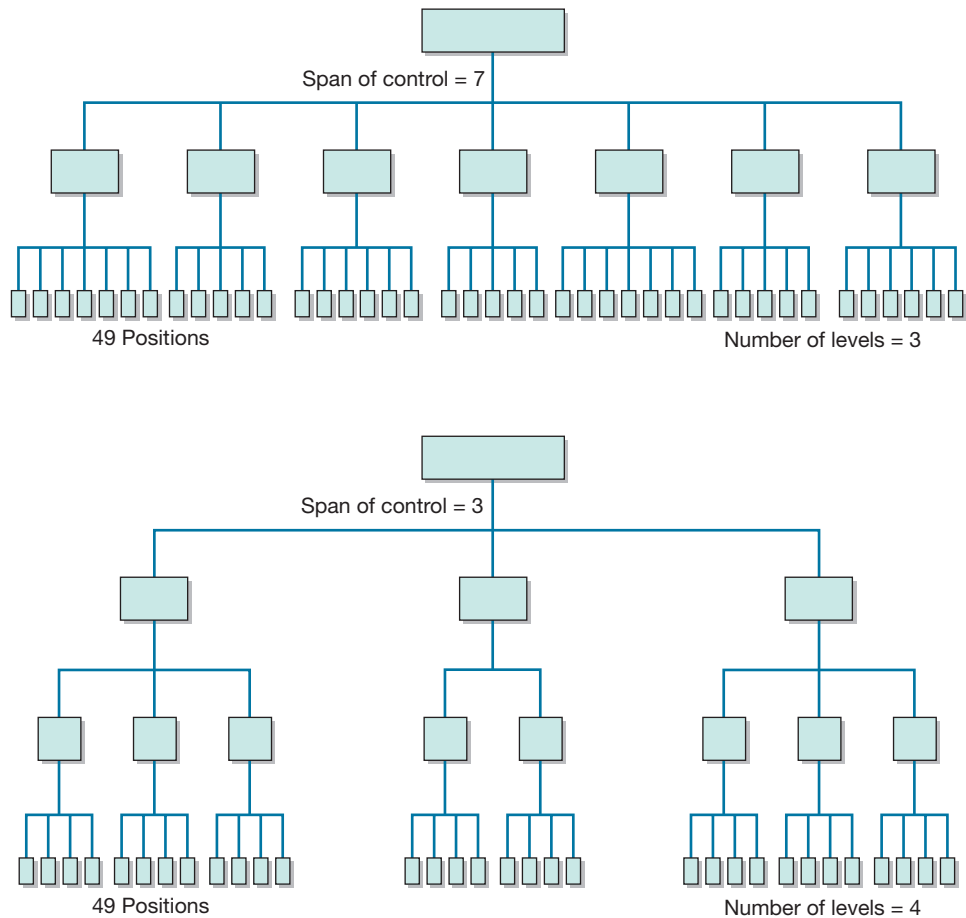 Span of control = 7
49 Positions
Number of levels = 3
Span of control = 3
49 Positions
Number of levels = 4